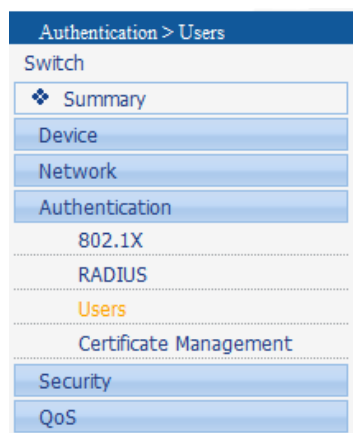 Authentication > Users
Switch
Summary
Device
Network
Authentication
802.1X
RADIUS
Users
Certificate Management
Security
QoS